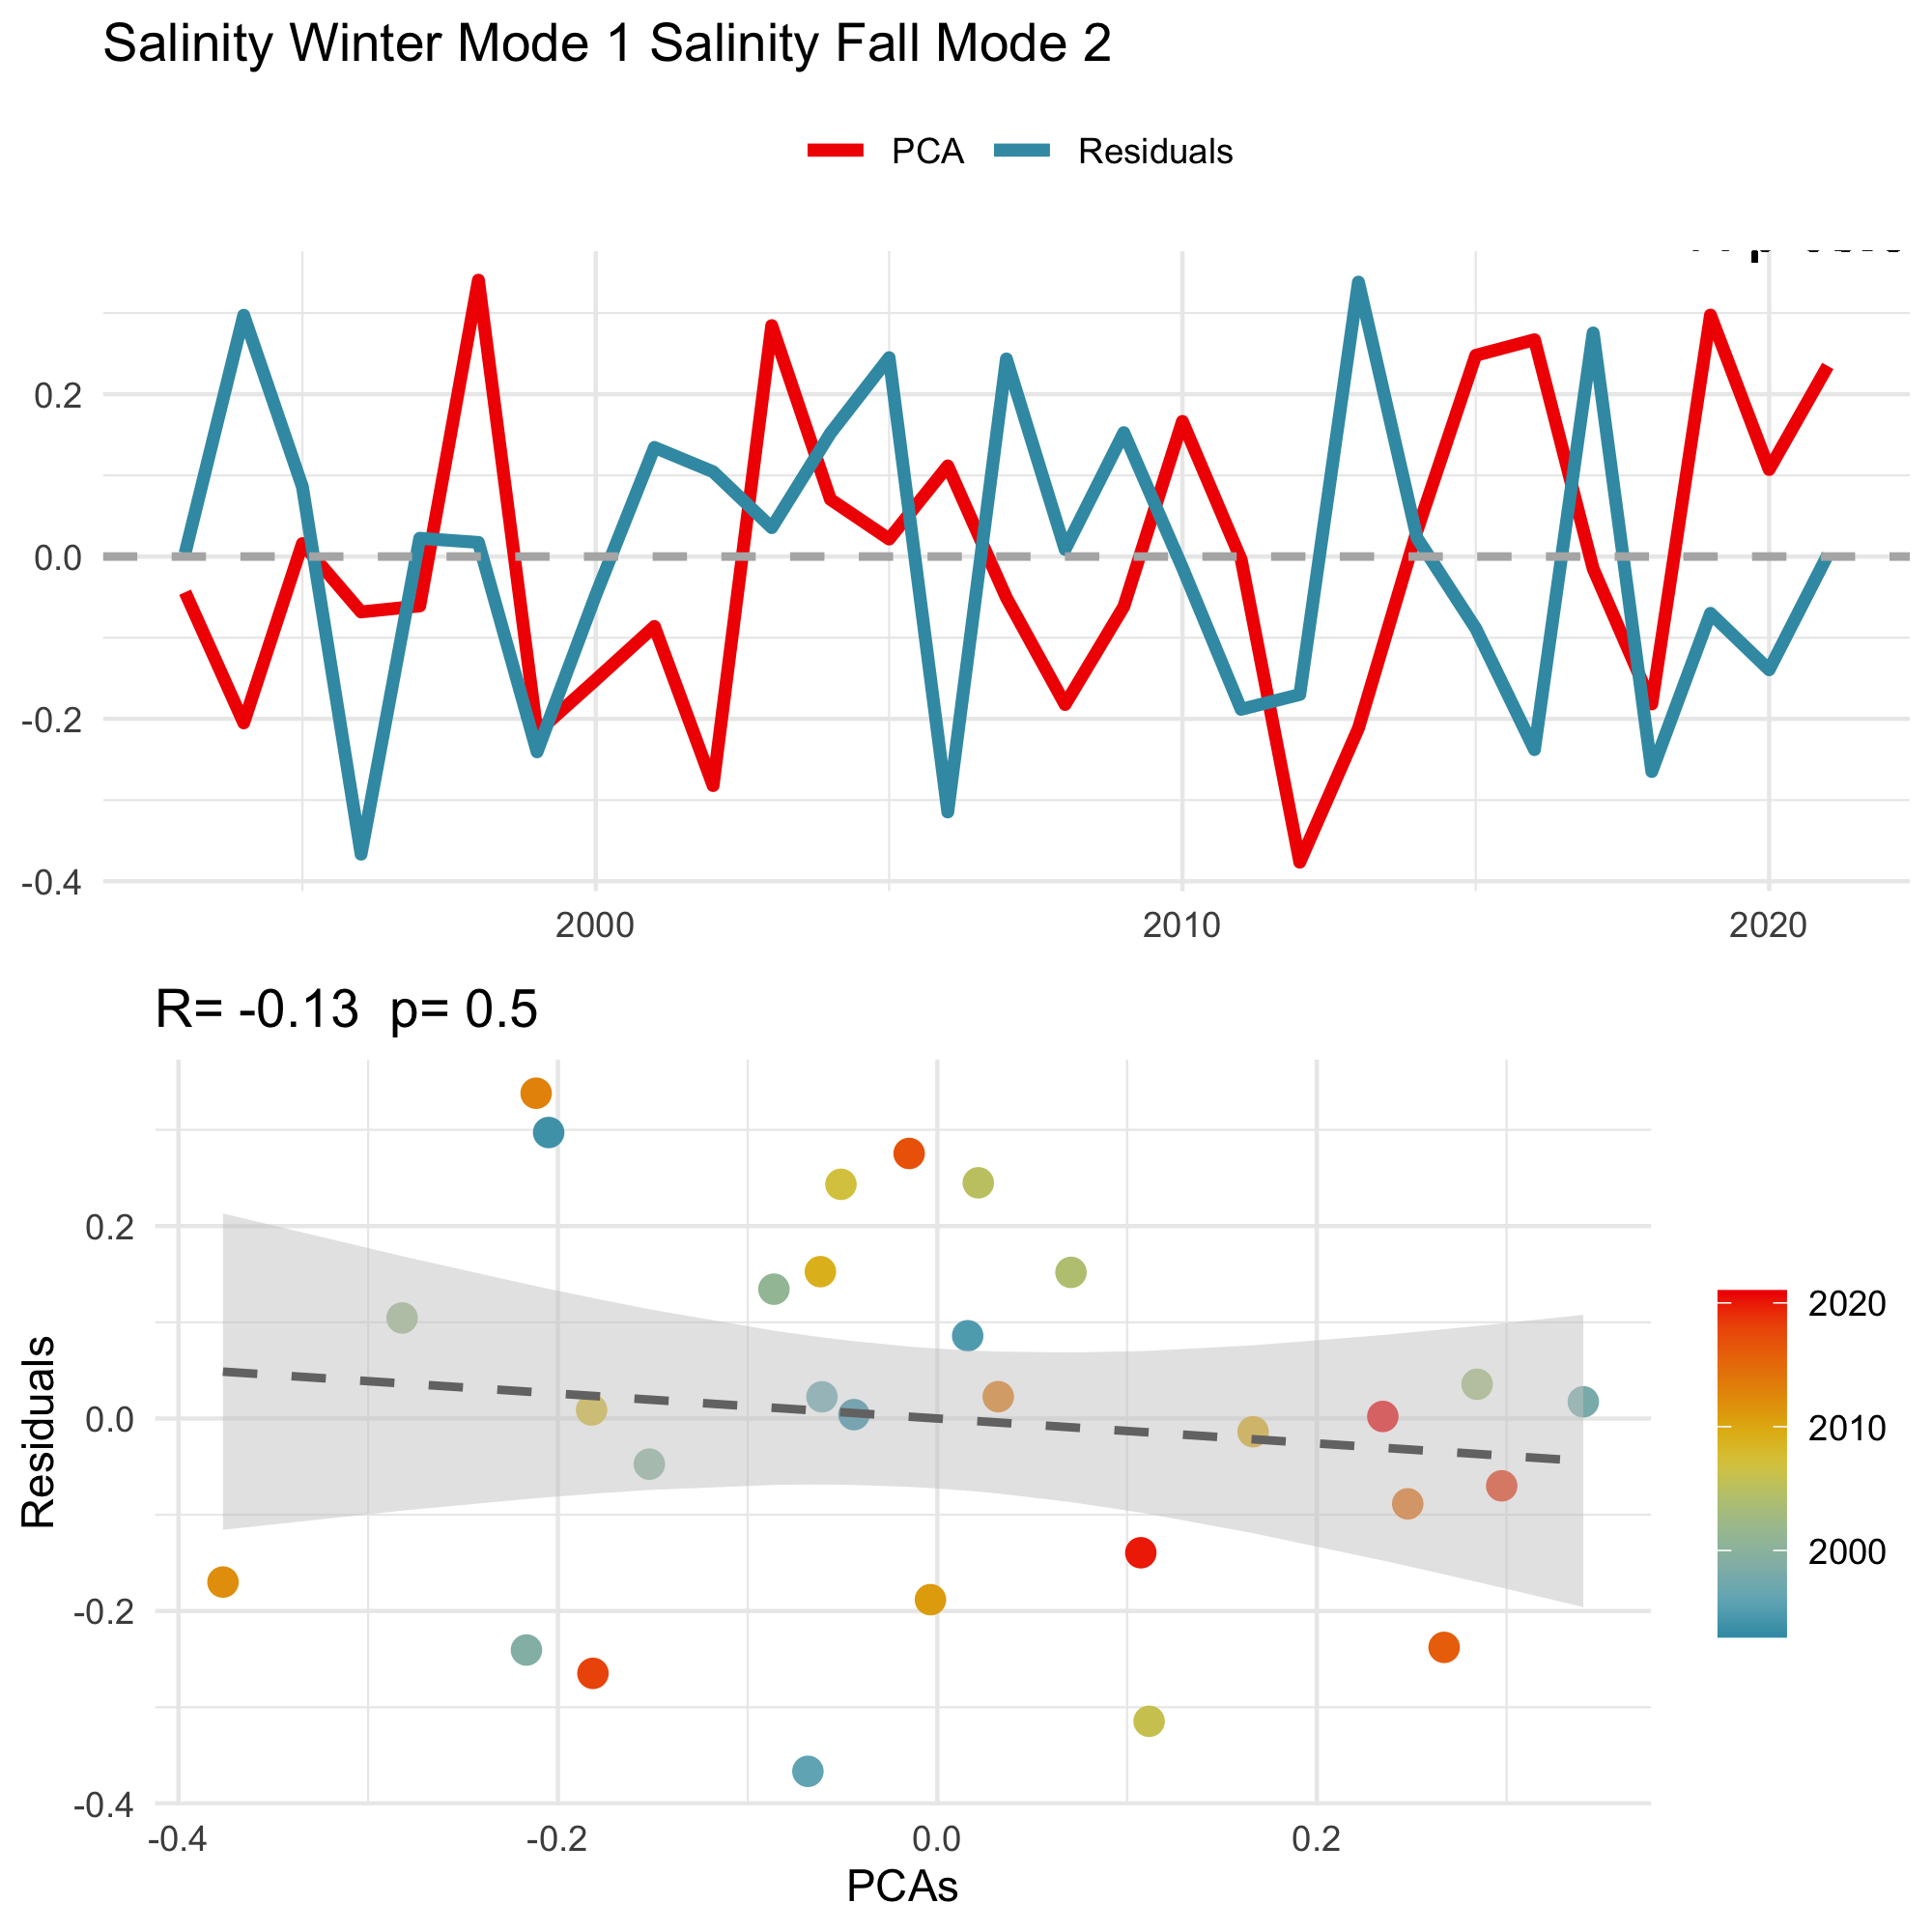 Salinity Winter Mode 1 Salinity Fall Mode 2
PCA Residuals
0.2
0.0
-0.2
-0.4
2000 2010 2020
R= -0.13 p= 0.5
Residuals
0.2
0.0
-0.2
-0.4
-0.4 -0.2 0.0 0.2
PCAs
2020
2010
2000